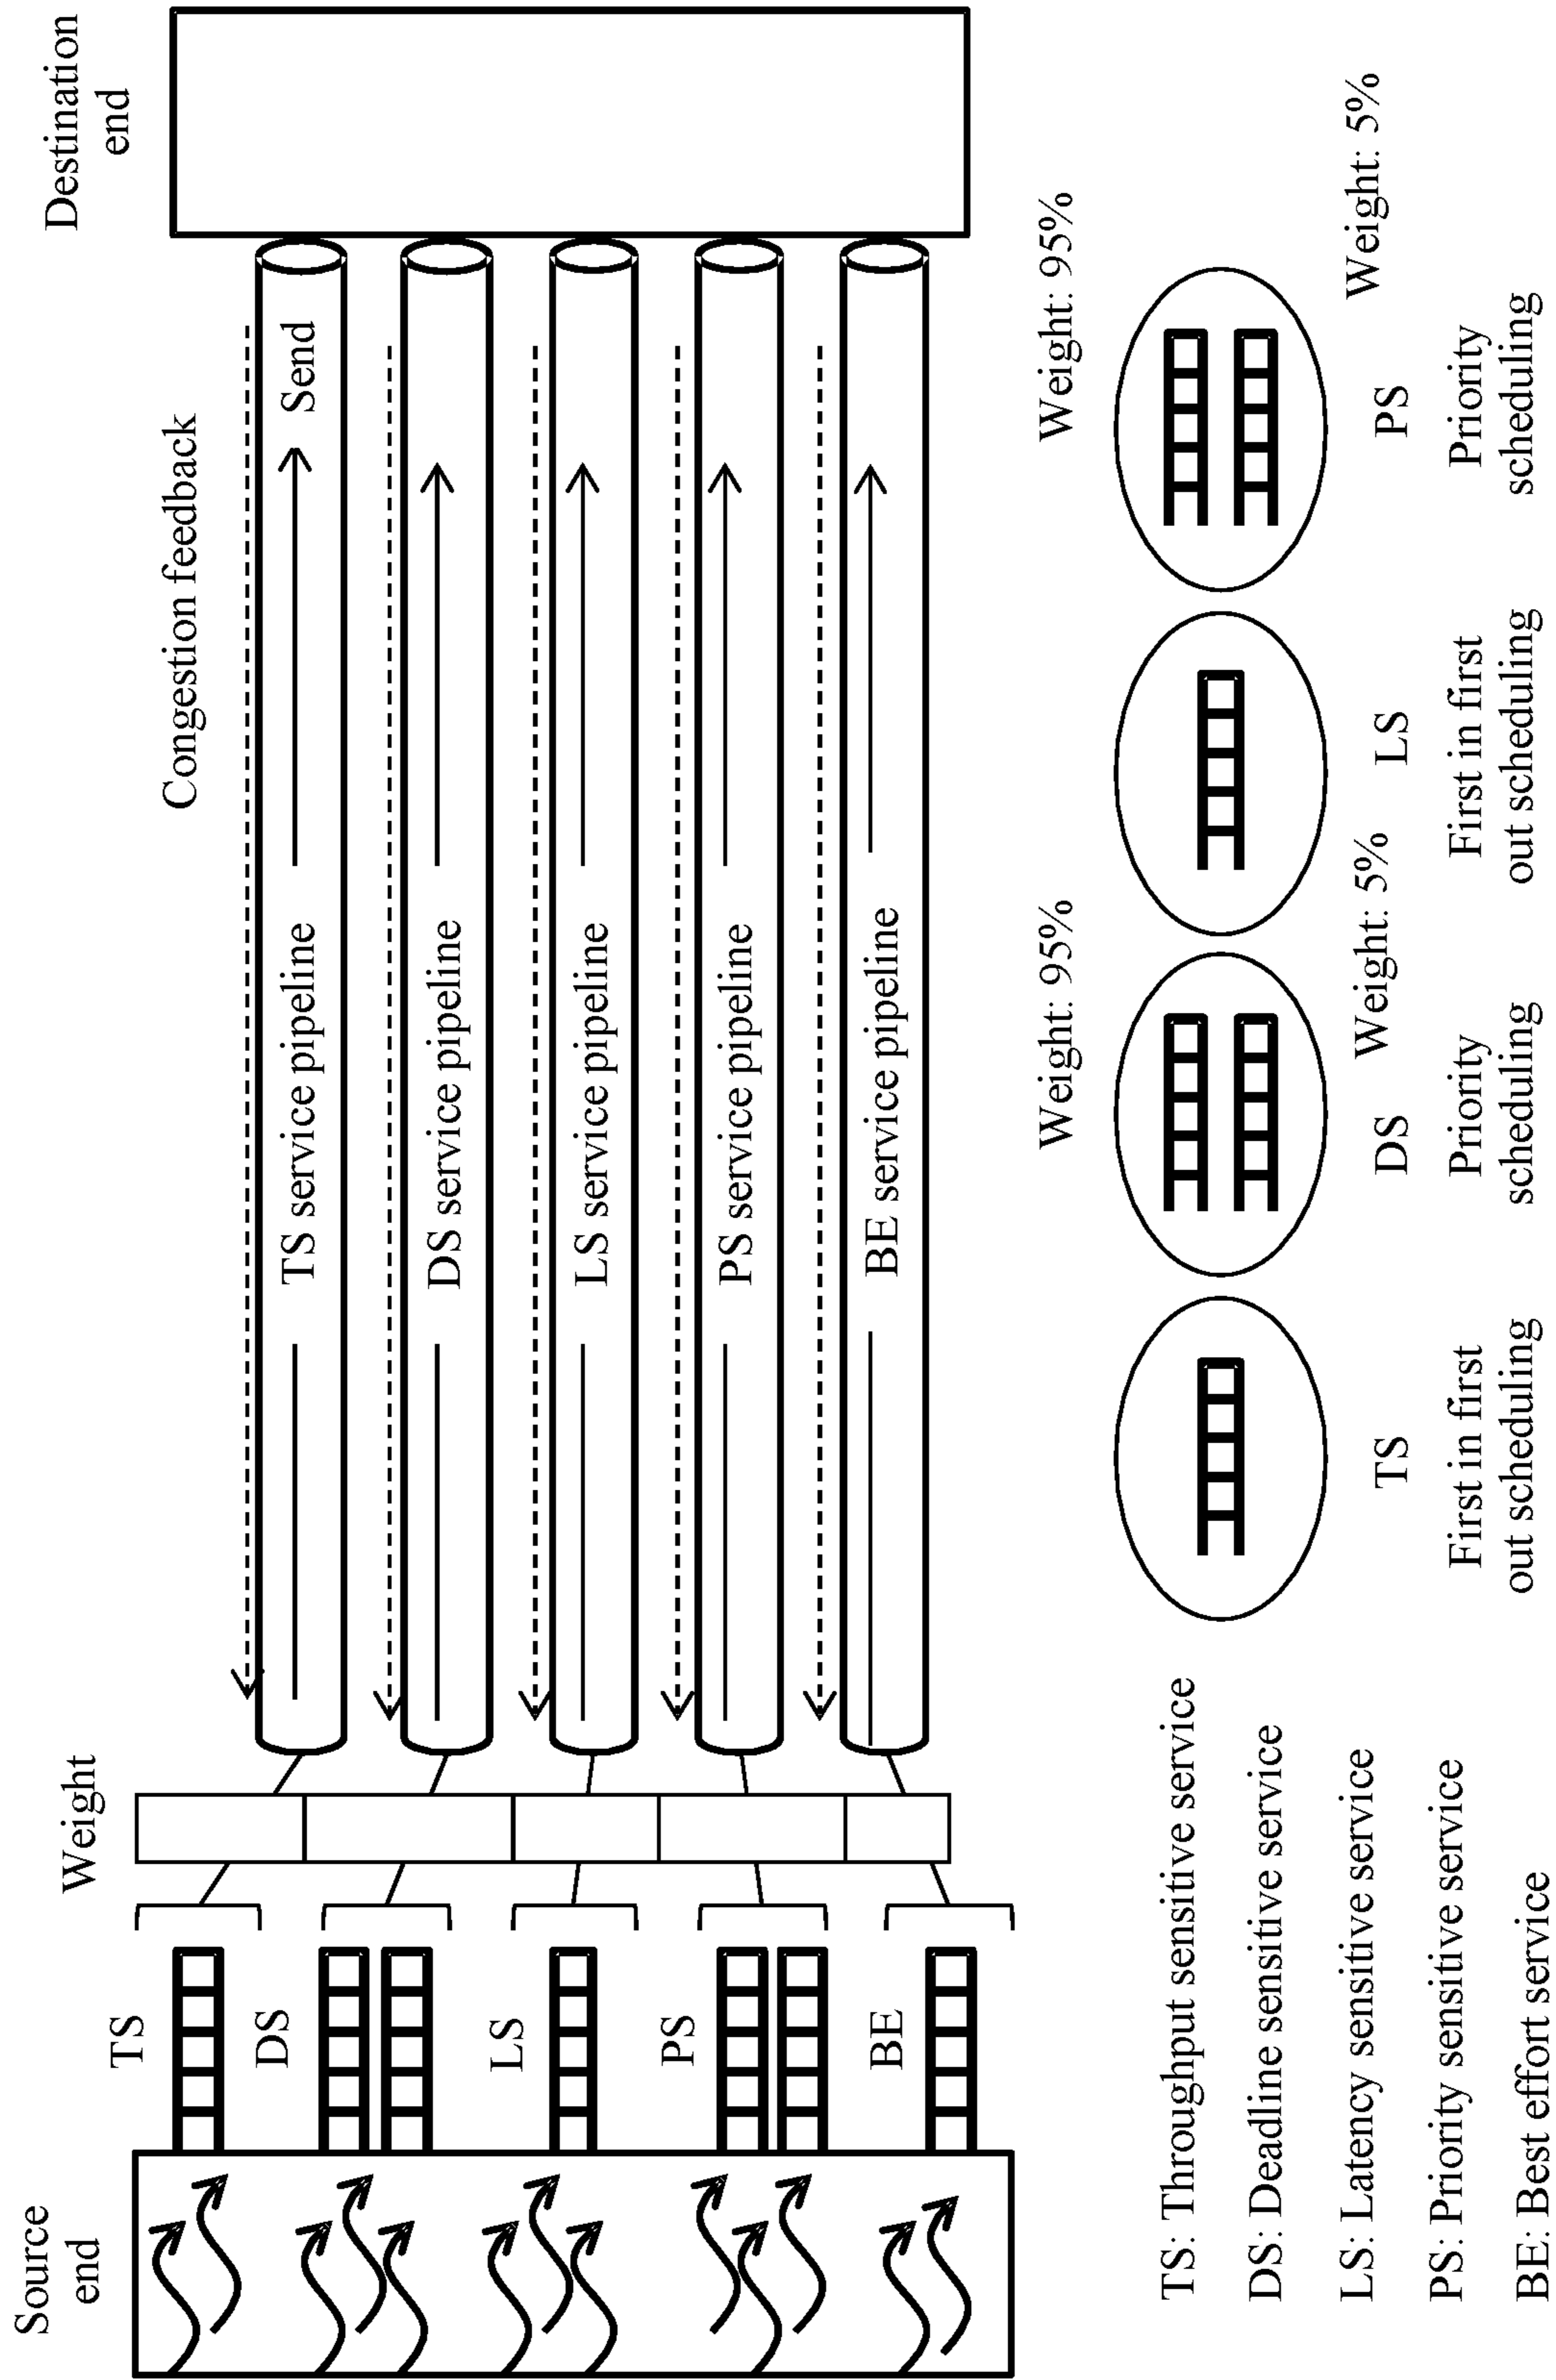 Source
end
Weight
Destination
end
Congestion feedback
TS
DS
LS
PS
BE
TS service pipeline
Send
DS service pipeline
LS service pipeline
PS service pipeline
BE service pipeline
TS: Throughput sensitive service
DS: Deadline sensitive service
LS: Latency sensitive service
PS: Priority sensitive service
BE: Best effort service
Weight: 95%
Weight: 95%
Weight: 5%
Weight: 5%
TS
DS
LS
PS
First in first
out scheduling
Priority
scheduling
First in first
out scheduling
Priority
scheduling